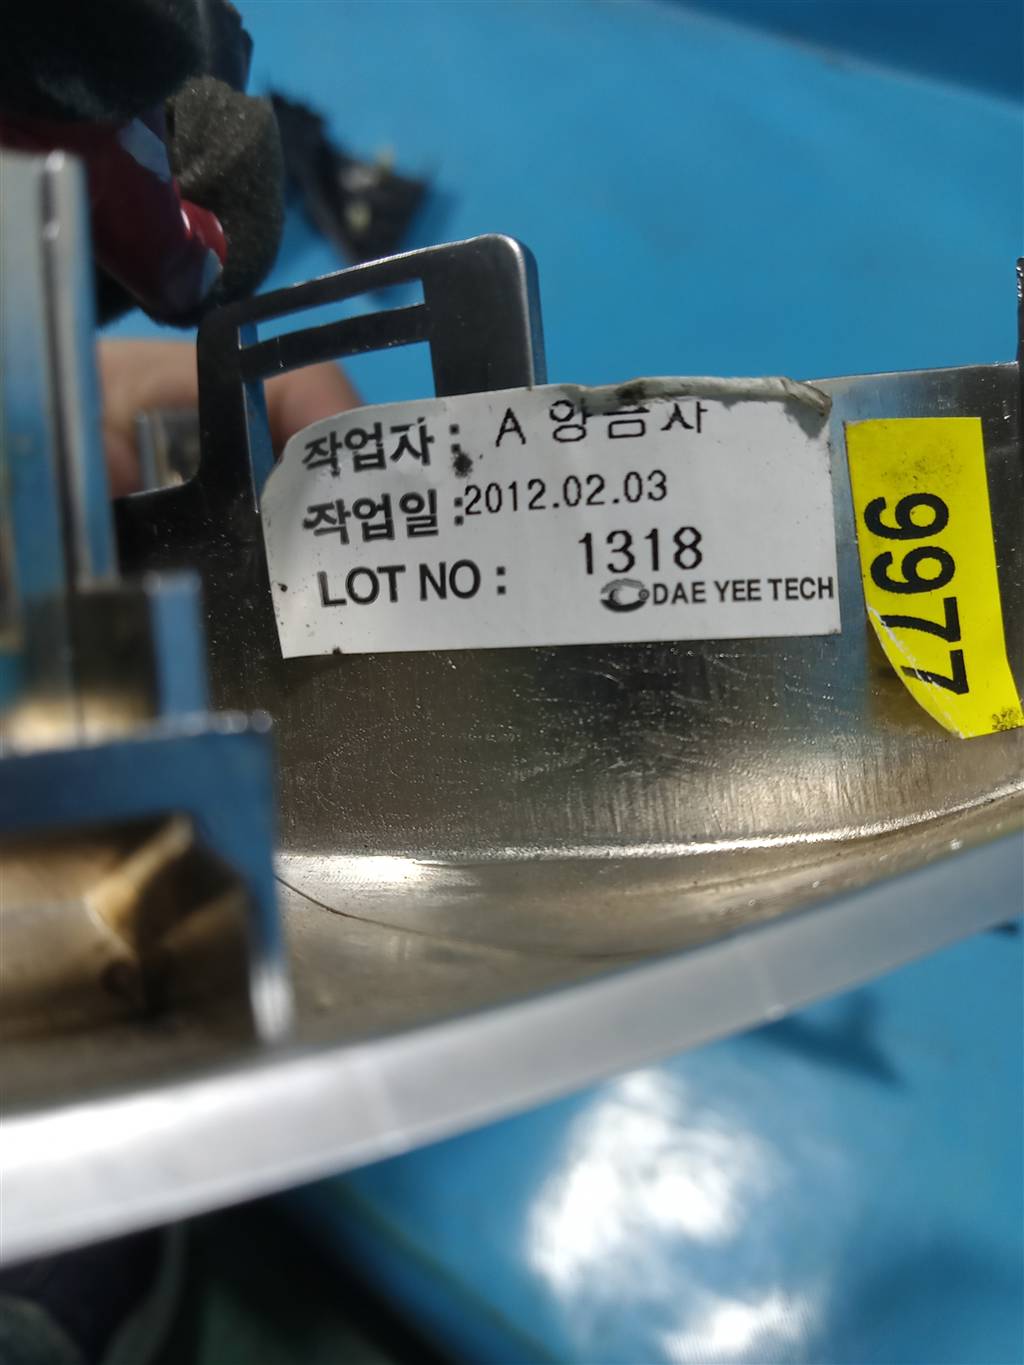 작업자 : A
작업일 : 2012.02.03
LOT NO : 1318
DAE YEE TECH
9977